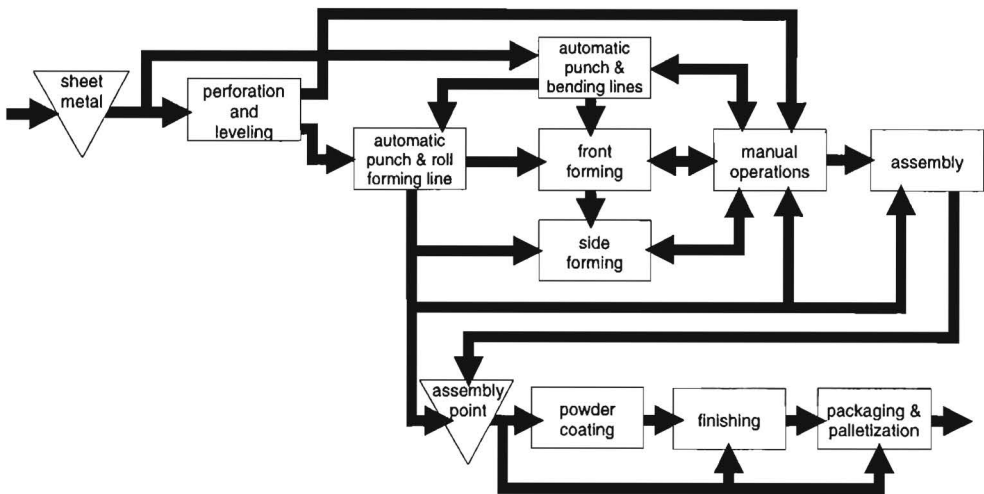 sheet
metal
perforation
and
leveling
automatic
punch &
bending lines
automatic
punch & roll
forming line
front
forming
manual
operations
assembly
side
forming
assembly
point
powder
coating
finishing
packaging &
palletization